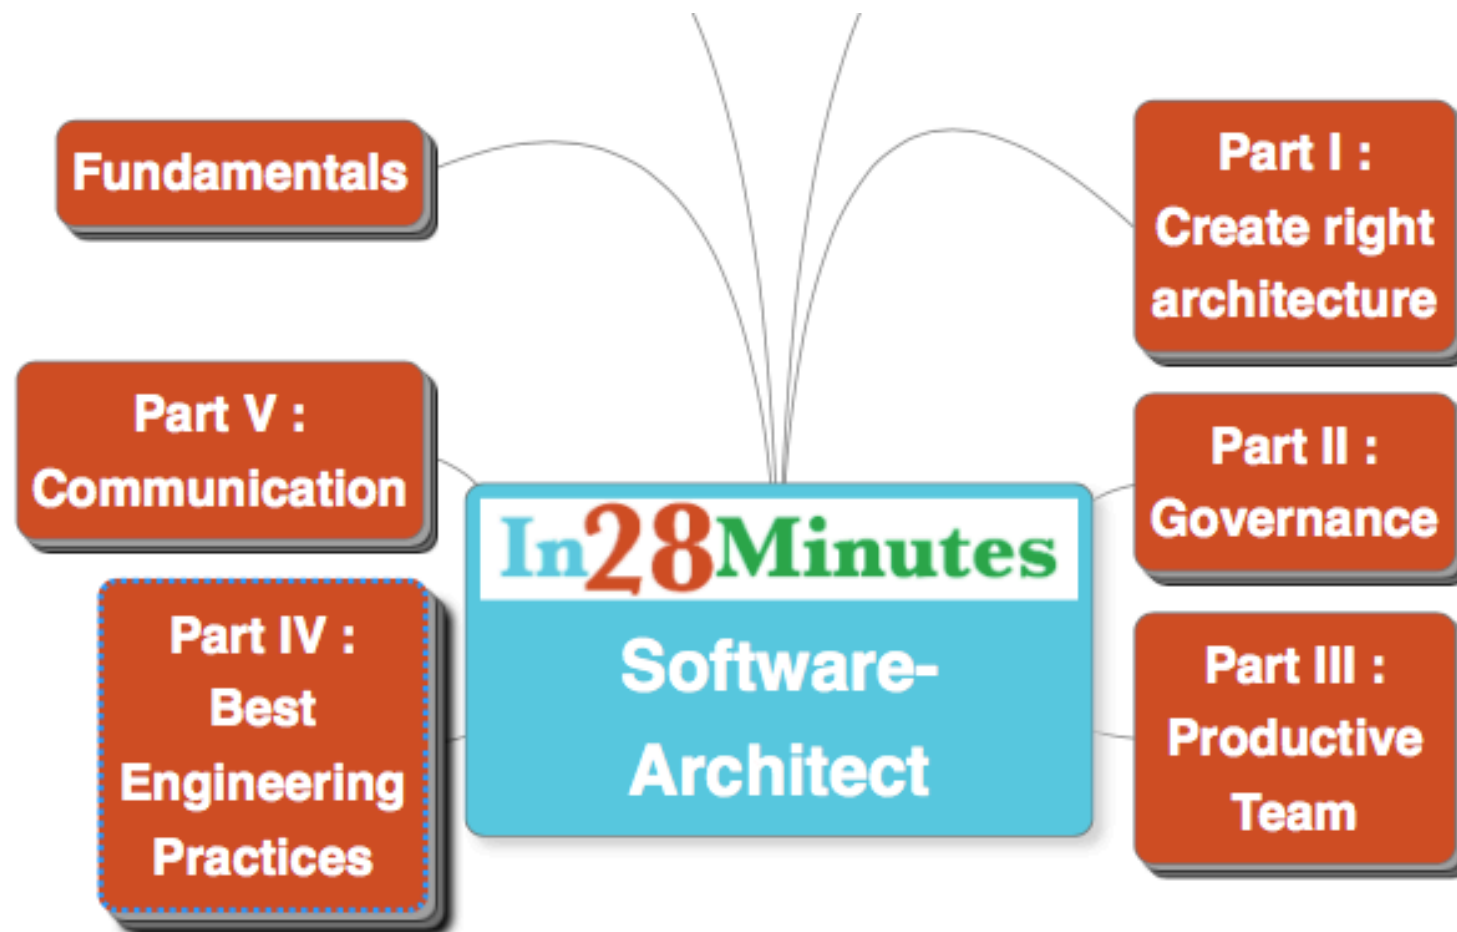 Fundamentals
Part I :
Create right
architecture
Part V :
Communication
Part II :
Governance
In28Minutes
Software-
Architect
Part IV :
Best
Engineering
Practices
Part III :
Productive
Team